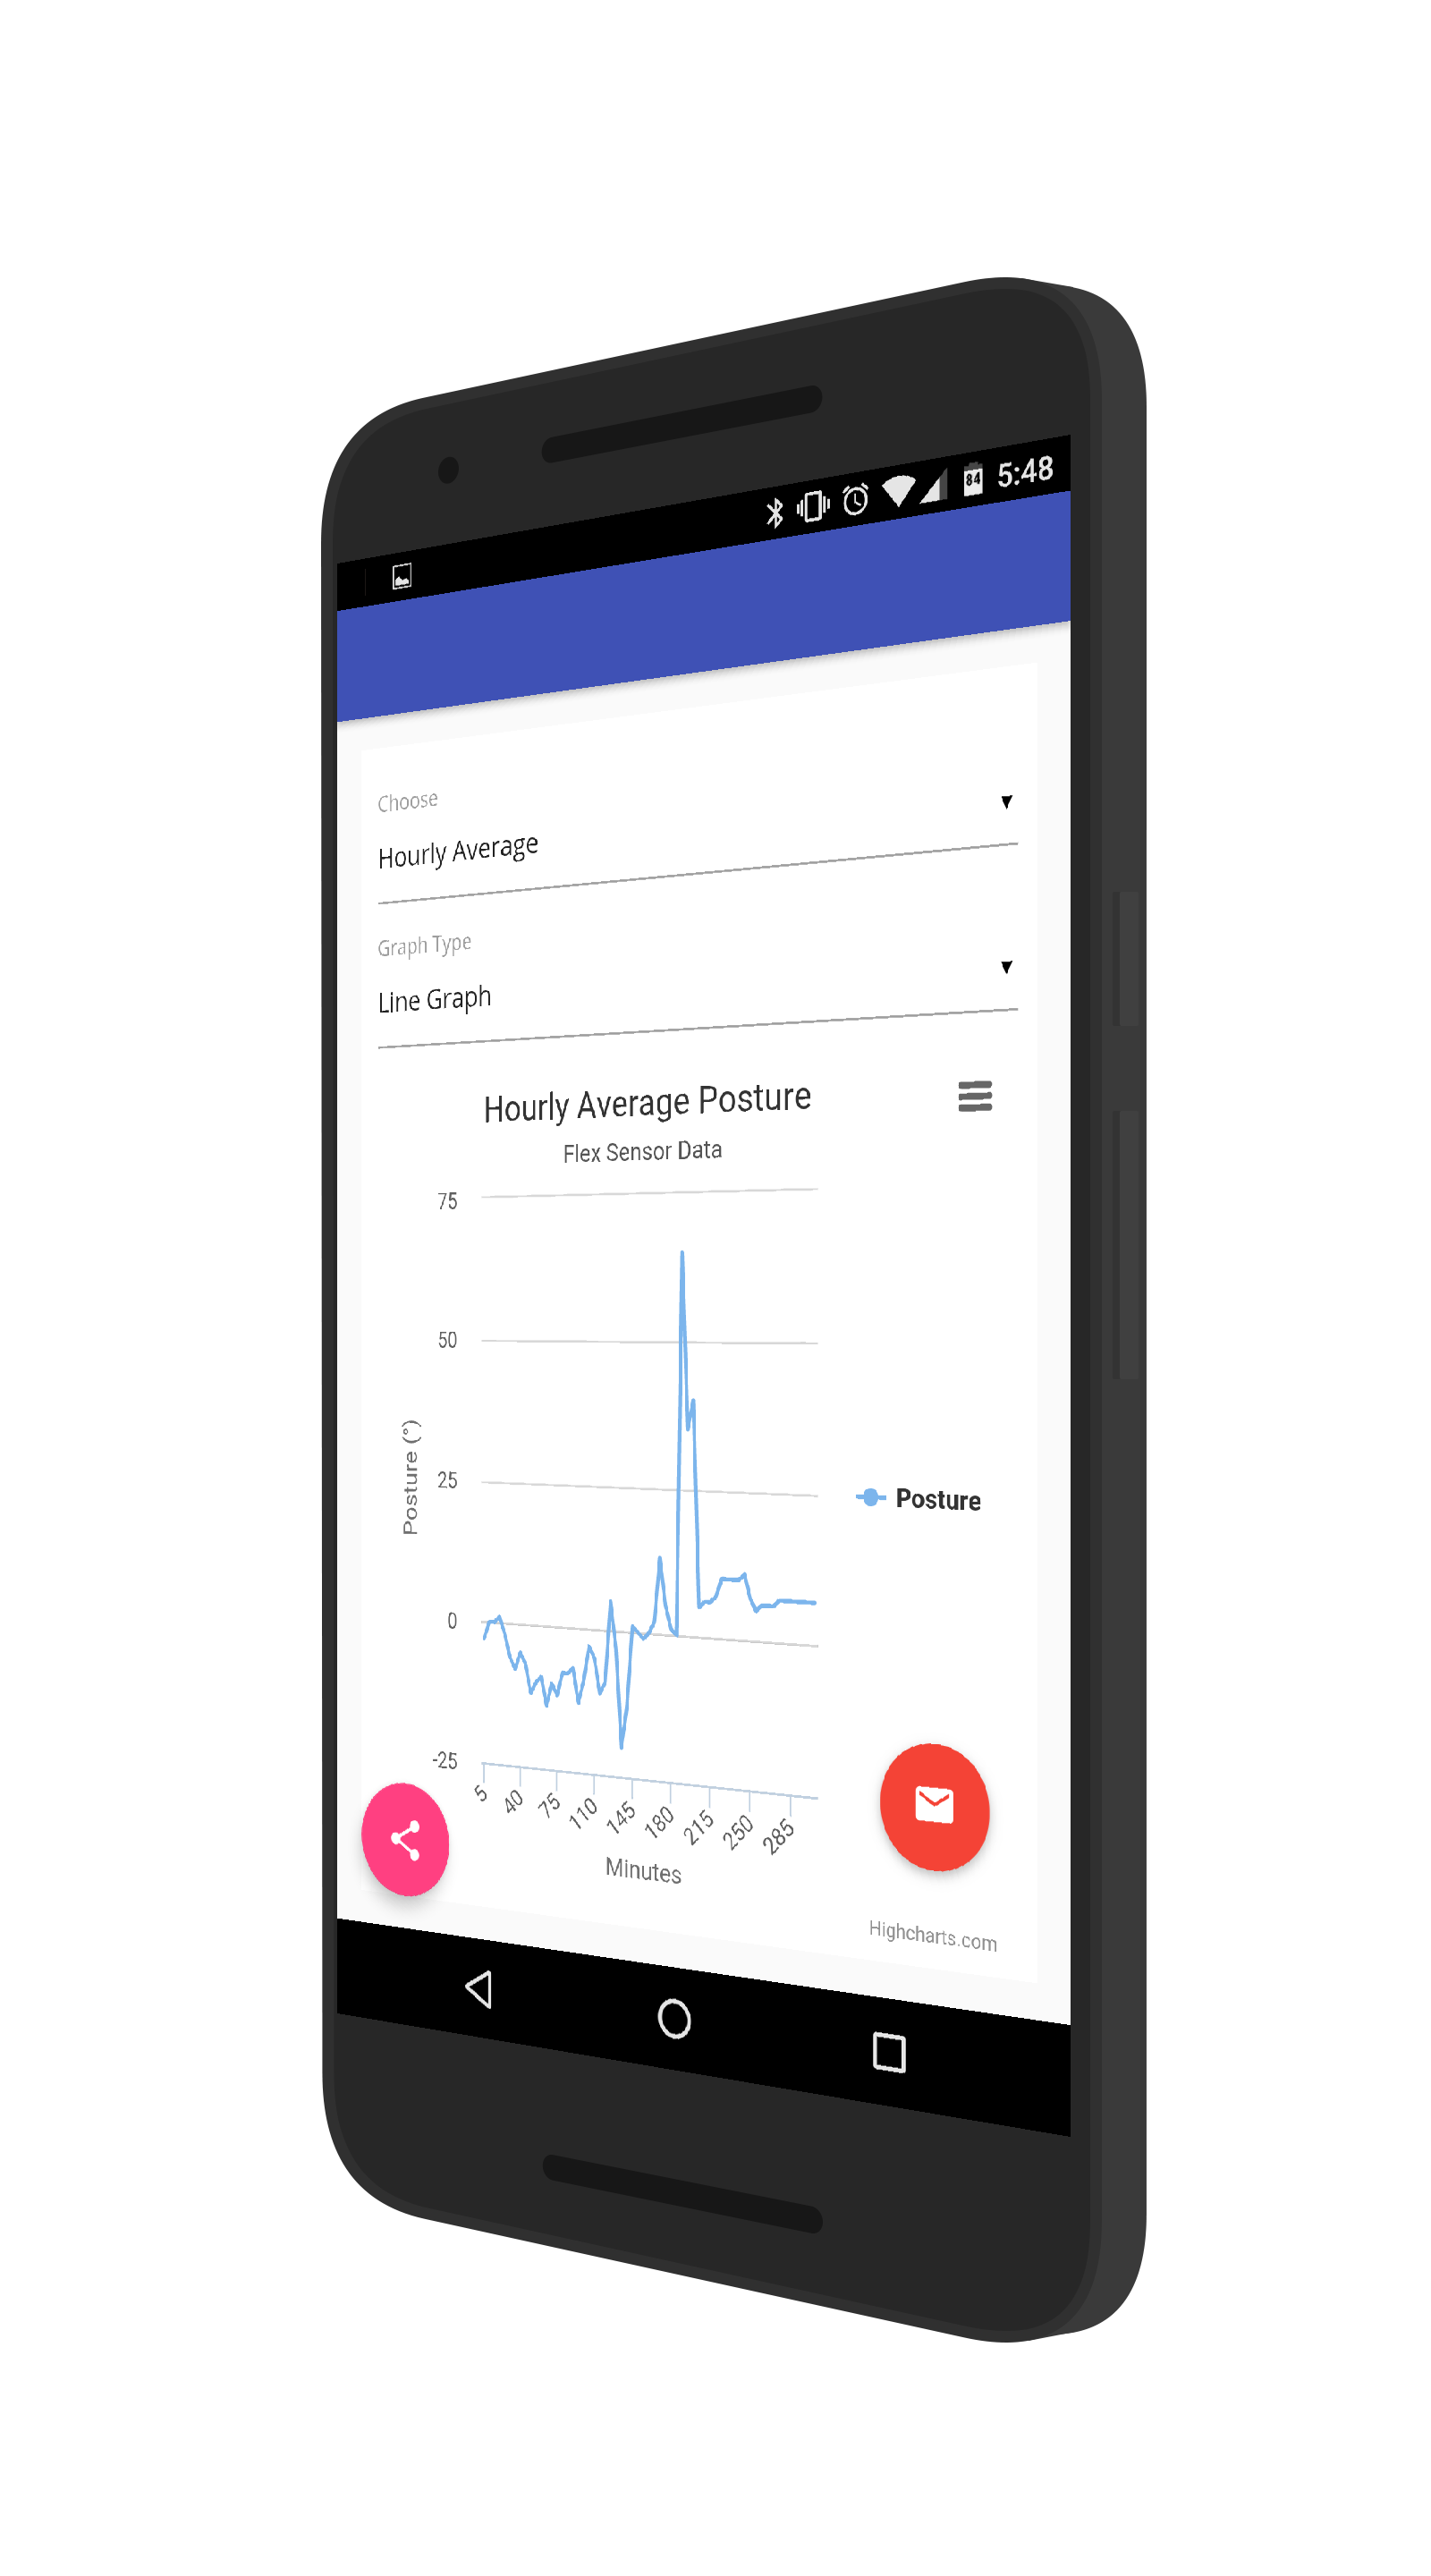 84 5:48
Choose
Hourly Average
Graph Type
Line Graph
Hourly Average Posture
Flex Sensor Data
75
50
25
0
-25
Posture (°)
Posture
5 40 75 110 145 180 215 250 285
Minutes
Highcharts.com